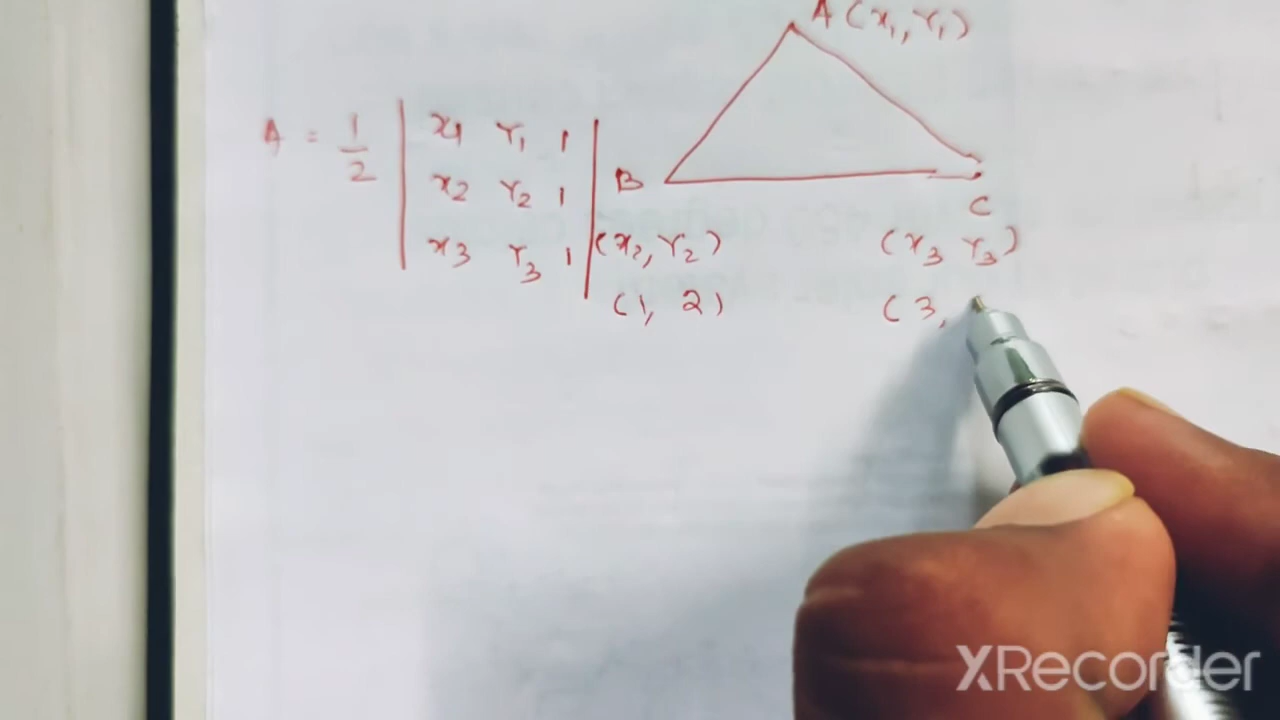 A (x₁, Y₁)
A = 1/2 | x₁ Y₁ 1 |
| x₂ Y₂ 1 |
| x₃ Y₃ 1 |
B
C
(x₂, Y₂)
(x₃ Y₃)
(1, 2)
(3,
XRecorder